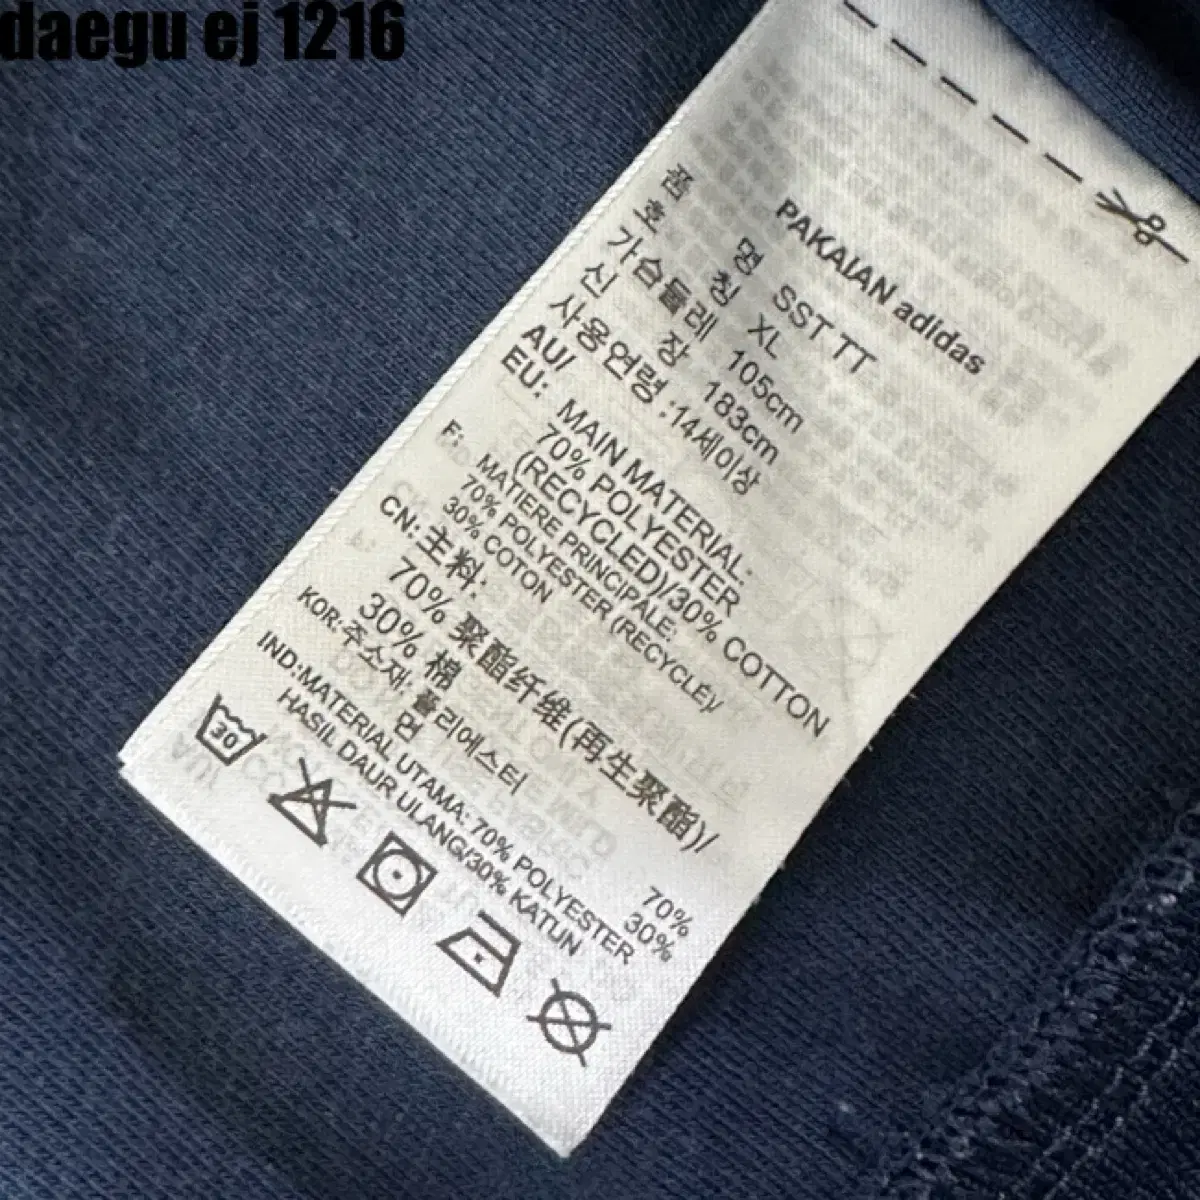 daegu ej 1216
PAKAIAN adidas
품 명 SST TT
호 칭 XL
가슴둘레 105cm
신 장 183cm
사용연령 :14세이상
AU/
EU: MAIN MATERIAL:
70% POLYESTER
(RECYCLED)/30% COTTON
F: MATIERE PRINCIPALE:
70% POLYESTER (RECYCLE)/
30% COTON
CN:主料:
70% 聚酯纤维(再生聚酯)/
30% 棉
KOR:주소재: 폴리에스터 70%
면 30%
IND:MATERIAL UTAMA: 70% POLYESTER
HASIL DAUR ULANG/30% KATUN
30